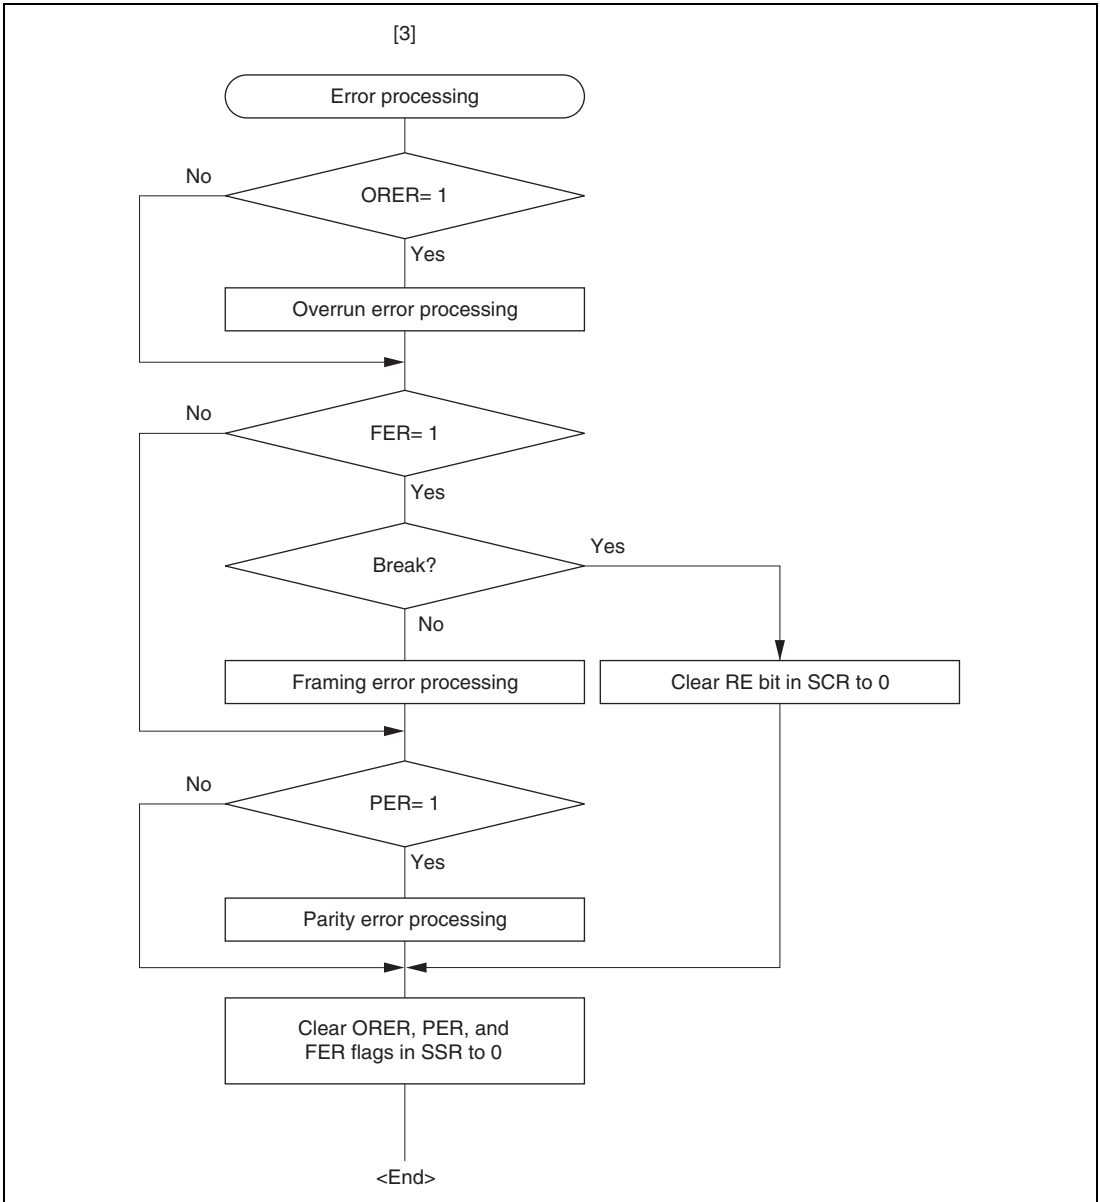 [3]
Error processing
No
ORER= 1
Yes
Overrun error processing
No
FER= 1
Yes
Break?
Yes
No
Framing error processing
Clear RE bit in SCR to 0
No
PER= 1
Yes
Parity error processing
Clear ORER, PER, and
FER flags in SSR to 0
<End>